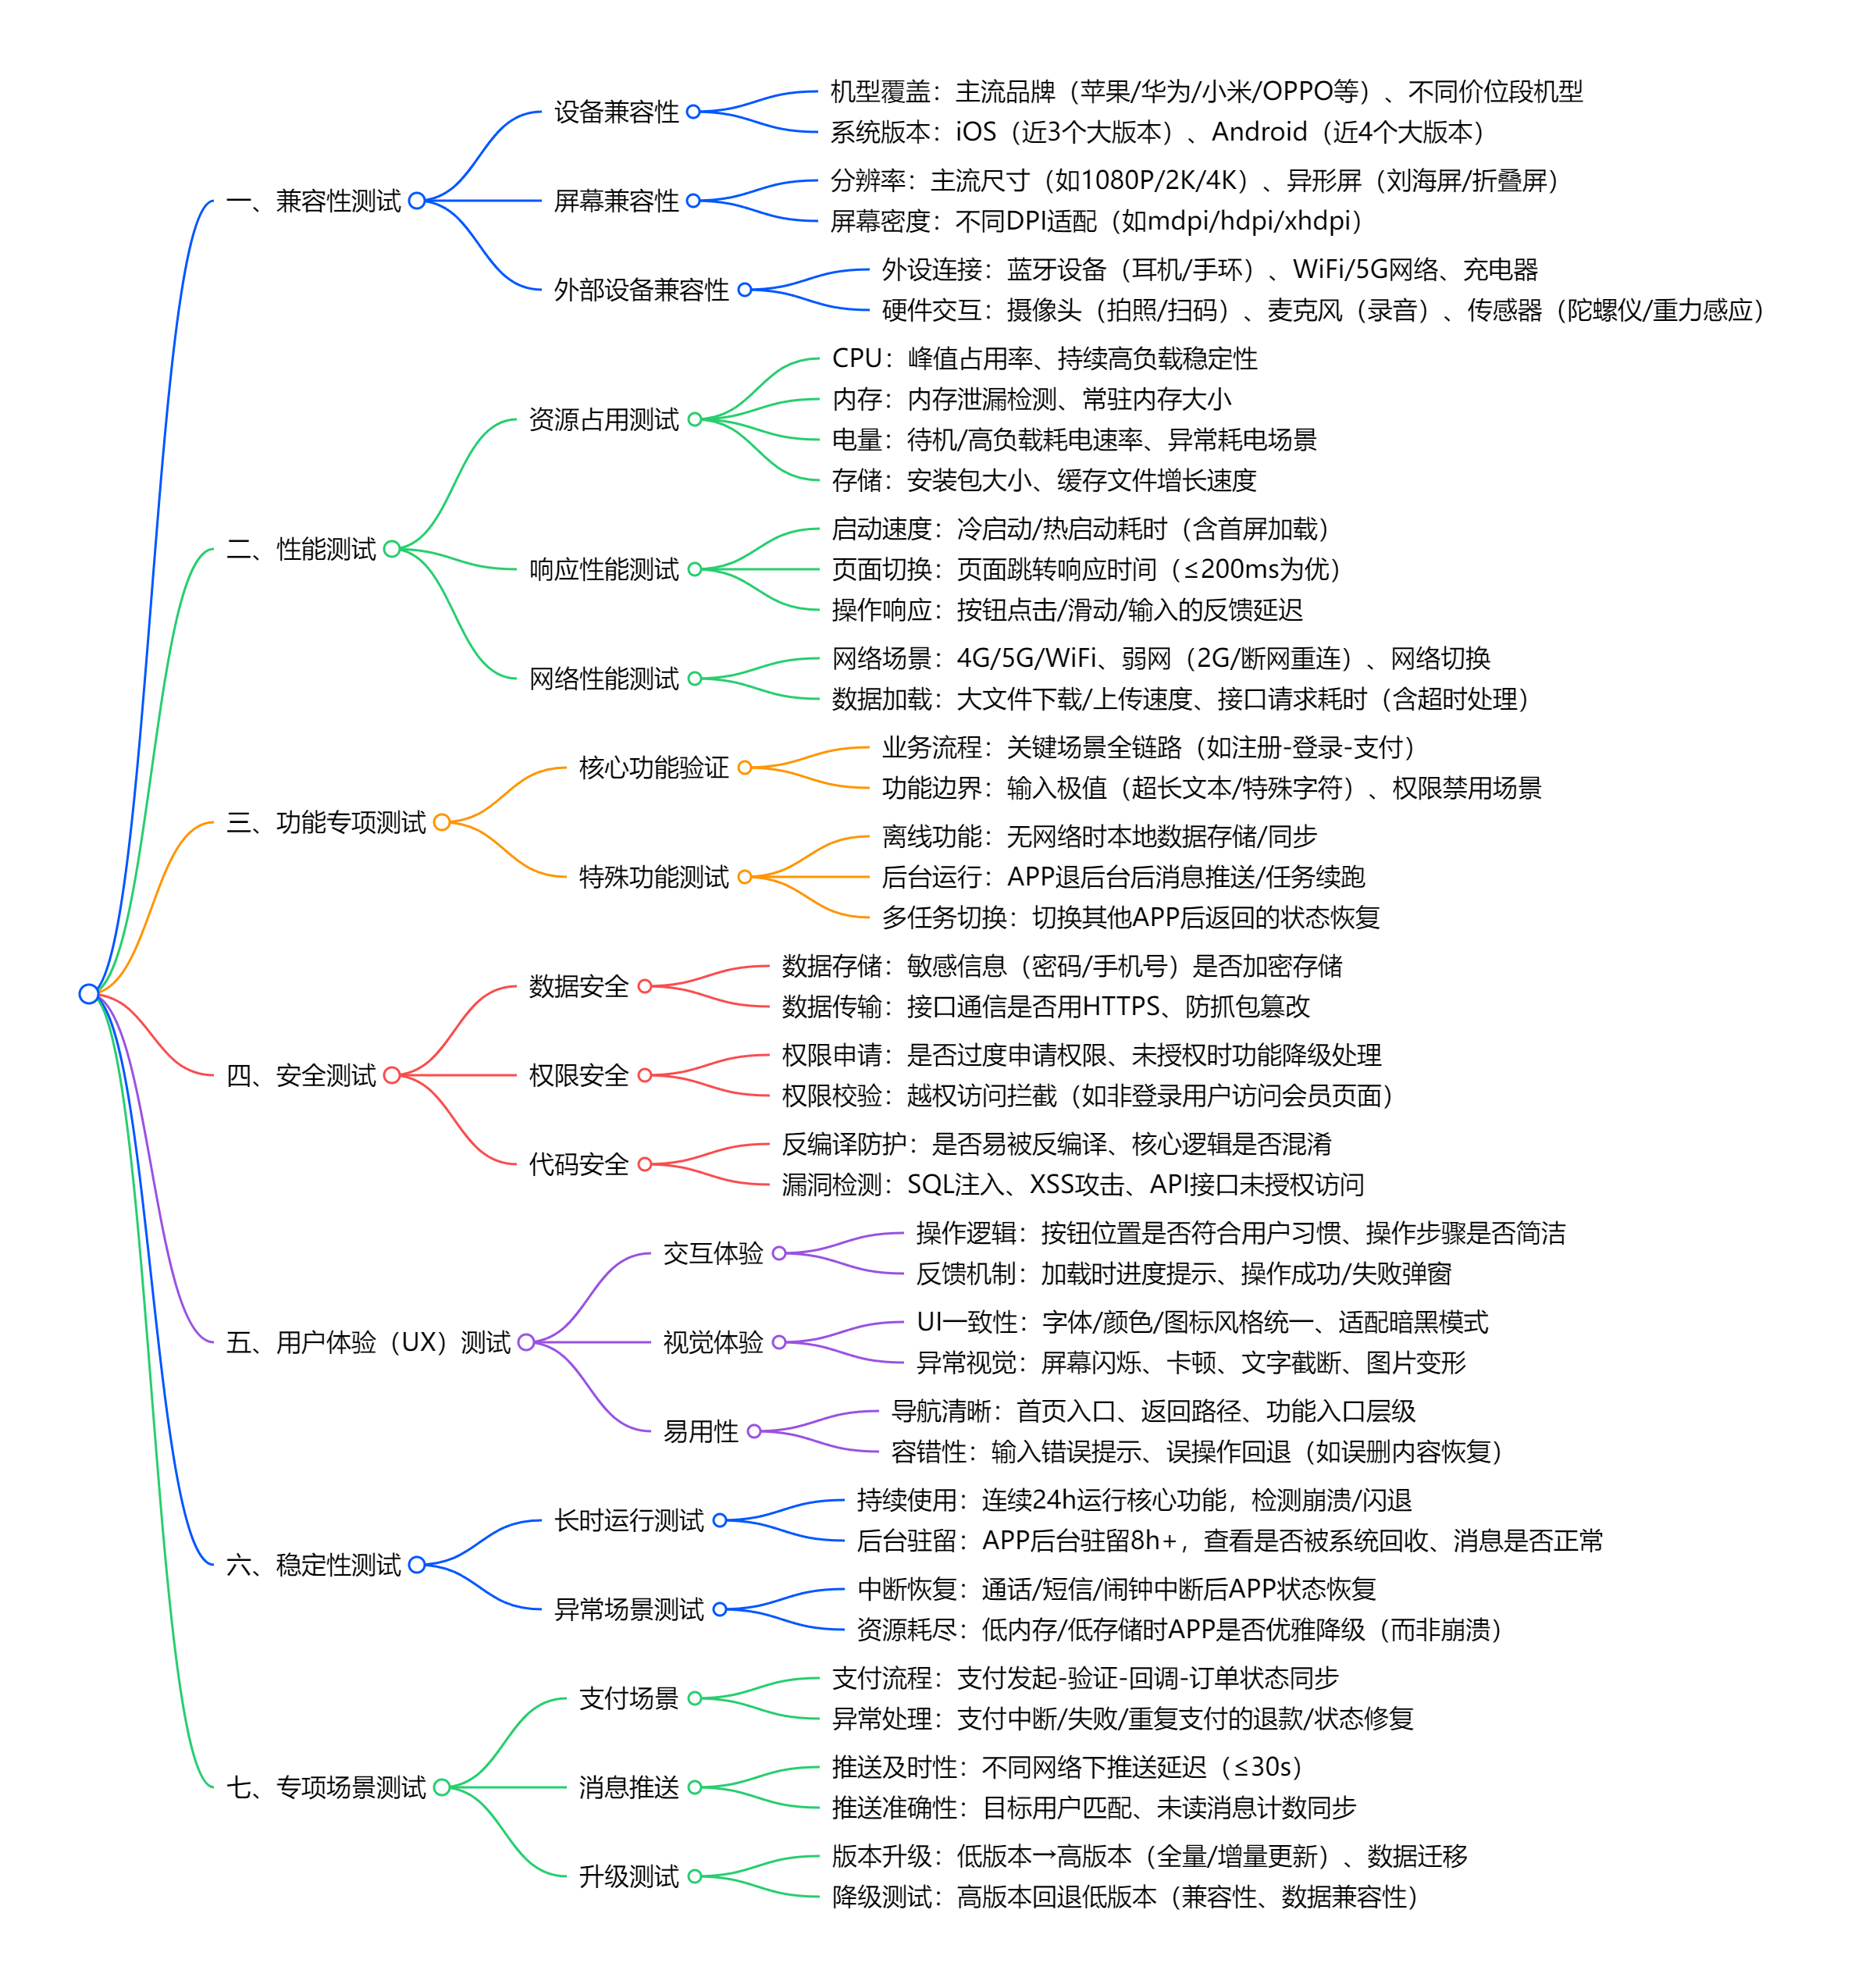 一、兼容性测试
设备兼容性
机型覆盖：主流品牌（苹果/华为/小米/OPPO等）、不同价位段机型
系统版本：iOS（近3个大版本）、Android（近4个大版本）
屏幕兼容性
分辨率：主流尺寸（如1080P/2K/4K）、异形屏（刘海屏/折叠屏）
屏幕密度：不同DPI适配（如mdpi/hdpi/xhdpi）
外部设备兼容性
外设连接：蓝牙设备（耳机/手环）、WiFi/5G网络、充电器
硬件交互：摄像头（拍照/扫码）、麦克风（录音）、传感器（陀螺仪/重力感应）
二、性能测试
资源占用测试
CPU：峰值占用率、持续高负载稳定性
内存：内存泄漏检测、常驻内存大小
电量：待机/高负载耗电速率、异常耗电场景
存储：安装包大小、缓存文件增长速度
响应性能测试
启动速度：冷启动/热启动耗时（含首屏加载）
页面切换：页面跳转响应时间（≤200ms为优）
操作响应：按钮点击/滑动/输入的反馈延迟
网络性能测试
网络场景：4G/5G/WiFi、弱网（2G/断网重连）、网络切换
数据加载：大文件下载/上传速度、接口请求耗时（含超时处理）
三、功能专项测试
核心功能验证
业务流程：关键场景全链路（如注册-登录-支付）
功能边界：输入极值（超长文本/特殊字符）、权限禁用场景
特殊功能测试
离线功能：无网络时本地数据存储/同步
后台运行：APP退后台后消息推送/任务续跑
多任务切换：切换其他APP后返回的状态恢复
四、安全测试
数据安全
数据存储：敏感信息（密码/手机号）是否加密存储
数据传输：接口通信是否用HTTPS、防抓包篡改
权限安全
权限申请：是否过度申请权限、未授权时功能降级处理
权限校验：越权访问拦截（如非登录用户访问会员页面）
代码安全
反编译防护：是否易被反编译、核心逻辑是否混淆
漏洞检测：SQL注入、XSS攻击、API接口未授权访问
五、用户体验（UX）测试
交互体验
操作逻辑：按钮位置是否符合用户习惯、操作步骤是否简洁
反馈机制：加载时进度提示、操作成功/失败弹窗
视觉体验
UI一致性：字体/颜色/图标风格统一、适配暗黑模式
异常视觉：屏幕闪烁、卡顿、文字截断、图片变形
易用性
导航清晰：首页入口、返回路径、功能入口层级
容错性：输入错误提示、误操作回退（如误删内容恢复）
六、稳定性测试
长时运行测试
持续使用：连续24h运行核心功能，检测崩溃/闪退
后台驻留：APP后台驻留8h+，查看是否被系统回收、消息是否正常
异常场景测试
中断恢复：通话/短信/闹钟中断后APP状态恢复
资源耗尽：低内存/低存储时APP是否优雅降级（而非崩溃）
七、专项场景测试
支付场景
支付流程：支付发起-验证-回调-订单状态同步
异常处理：支付中断/失败/重复支付的退款/状态修复
消息推送
推送及时性：不同网络下推送延迟（≤30s）
推送准确性：目标用户匹配、未读消息计数同步
升级测试
版本升级：低版本→高版本（全量/增量更新）、数据迁移
降级测试：高版本回退低版本（兼容性、数据兼容性）